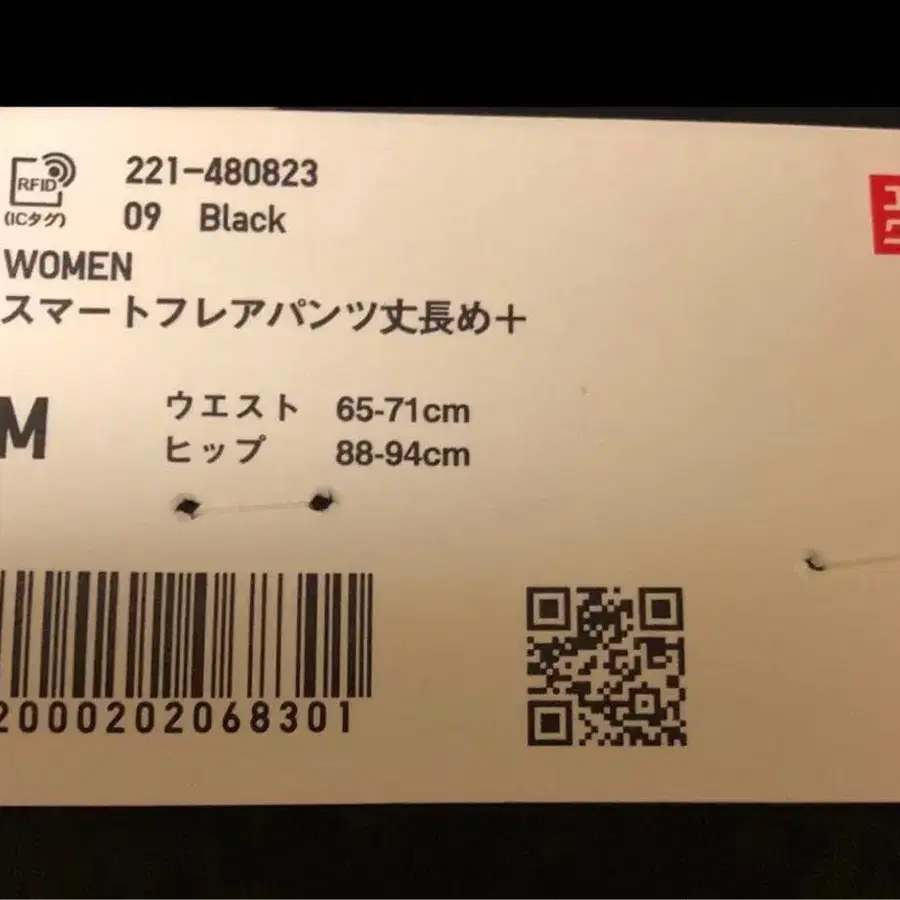 RFID
(ICタグ)
221-480823
09 Black
WOMEN
スマートフレアパンツ丈長め+
M
ウエスト 65-71cm
ヒップ 88-94cm
2000202068301